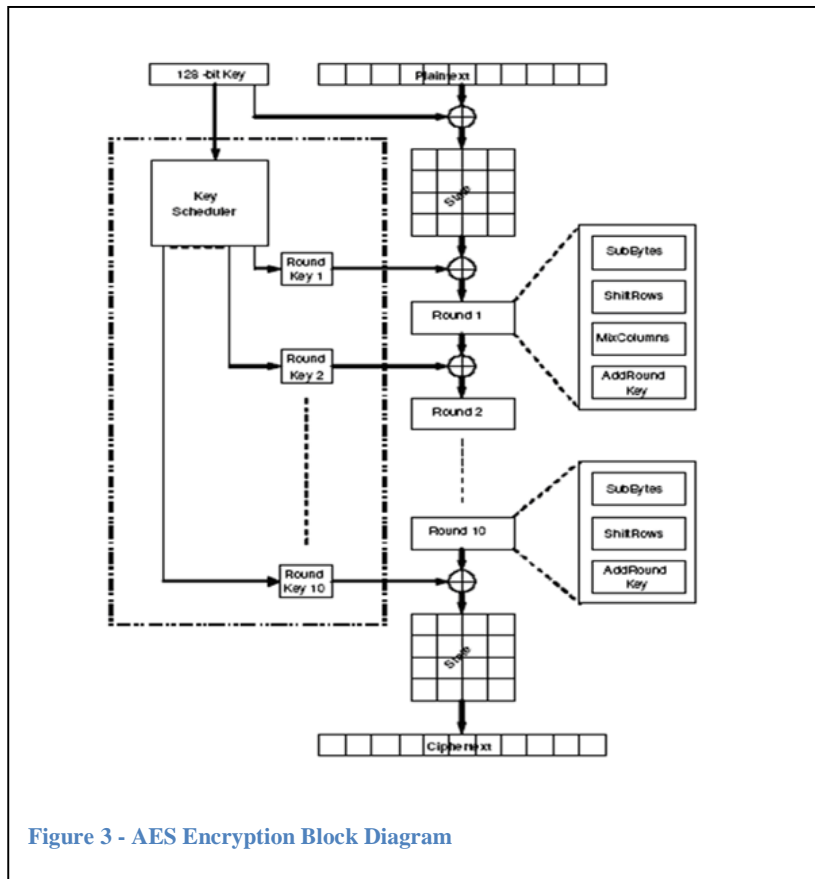 128 -bit Key
Plaintext
State
Key
Scheduler
Round
Key 1
SubBytes
ShiftRows
MixColumns
AddRound
Key
Round 1
Round
Key 2
Round 2
SubBytes
ShiftRows
AddRound
Key
Round 10
Round
Key 10
State
Ciphertext
Figure 3 - AES Encryption Block Diagram